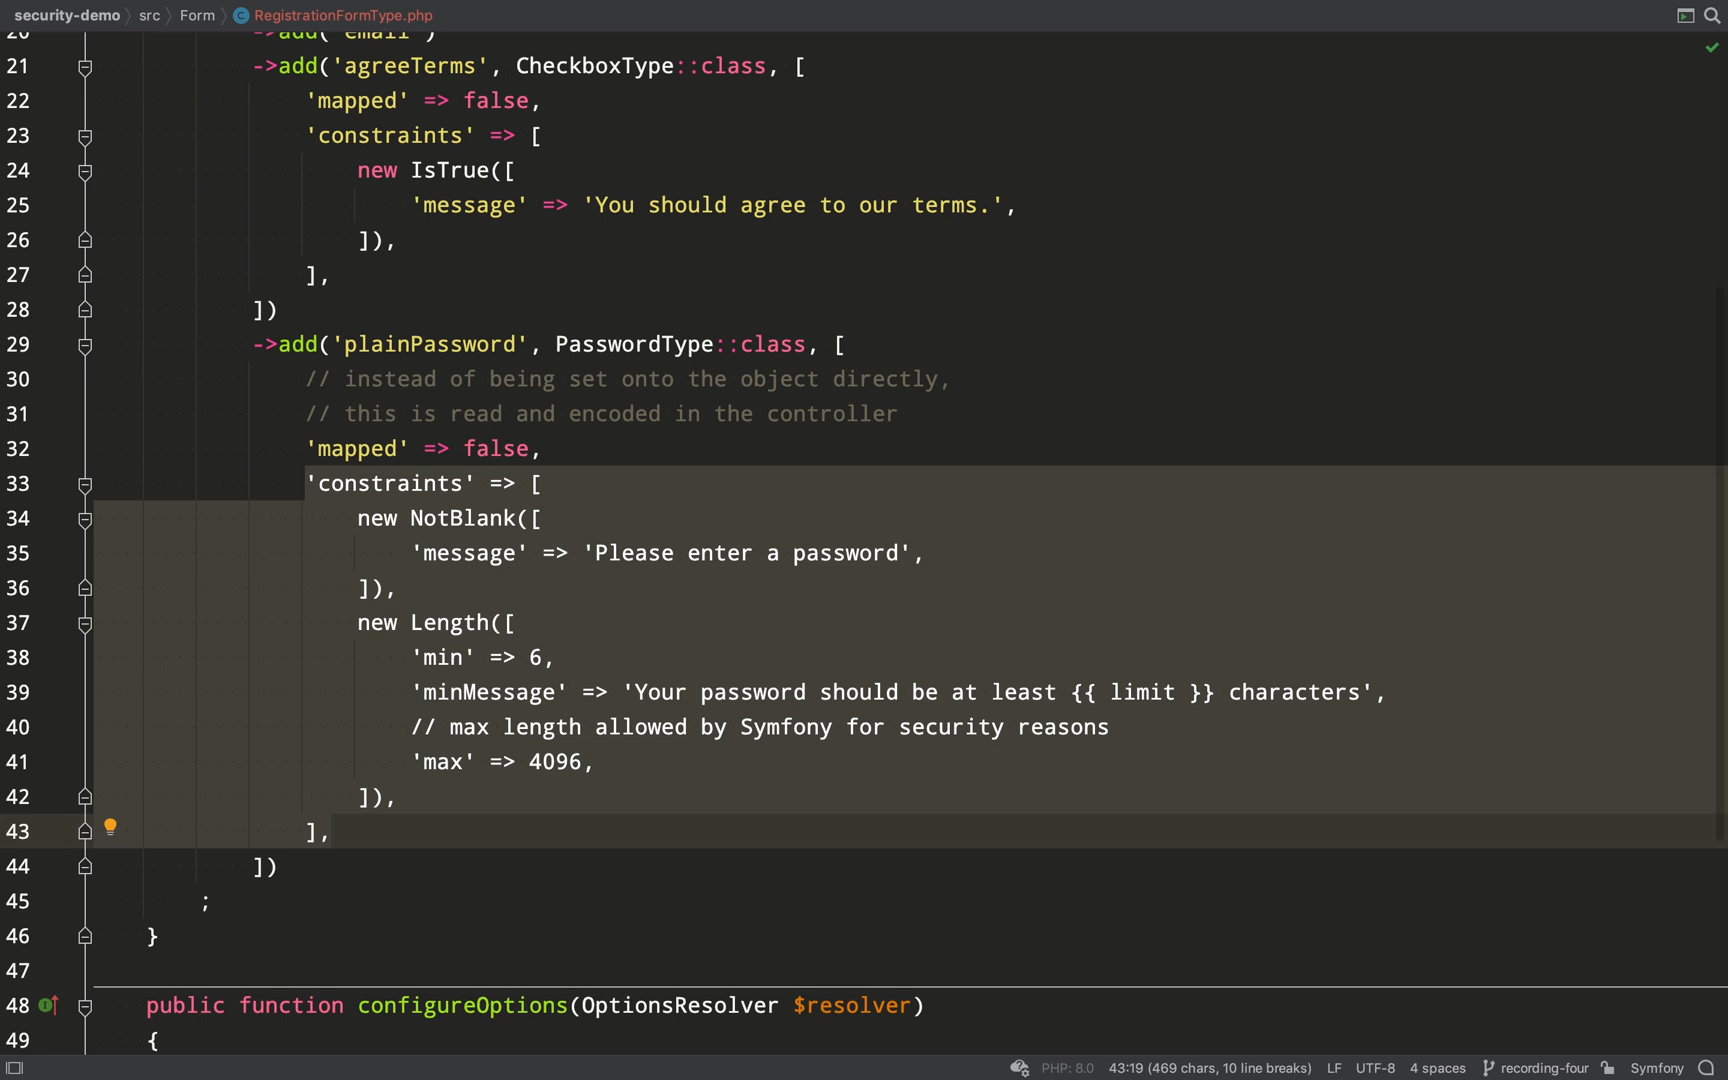 security-demo 〉 src 〉 Form 〉 C RegistrationFormType.php
20 ->add('email')
21 ->add('agreeTerms', CheckboxType::class, [
22 'mapped' => false,
23 'constraints' => [
24 new IsTrue([
25 'message' => 'You should agree to our terms.',
26 ]),
27 ],
28 ])
29 ->add('plainPassword', PasswordType::class, [
30 // instead of being set onto the object directly,
31 // this is read and encoded in the controller
32 'mapped' => false,
33 'constraints' => [
34 new NotBlank([
35 'message' => 'Please enter a password',
36 ]),
37 new Length([
38 'min' => 6,
39 'minMessage' => 'Your password should be at least {{ limit }} characters',
40 // max length allowed by Symfony for security reasons
41 'max' => 4096,
42 ]),
43 ],
44 ])
45 ;
46 }
47
48 public function configureOptions(OptionsResolver $resolver)
49 {
PHP: 8.0 43:19 (469 chars, 10 line breaks) LF UTF-8 4 spaces recording-four Symfony